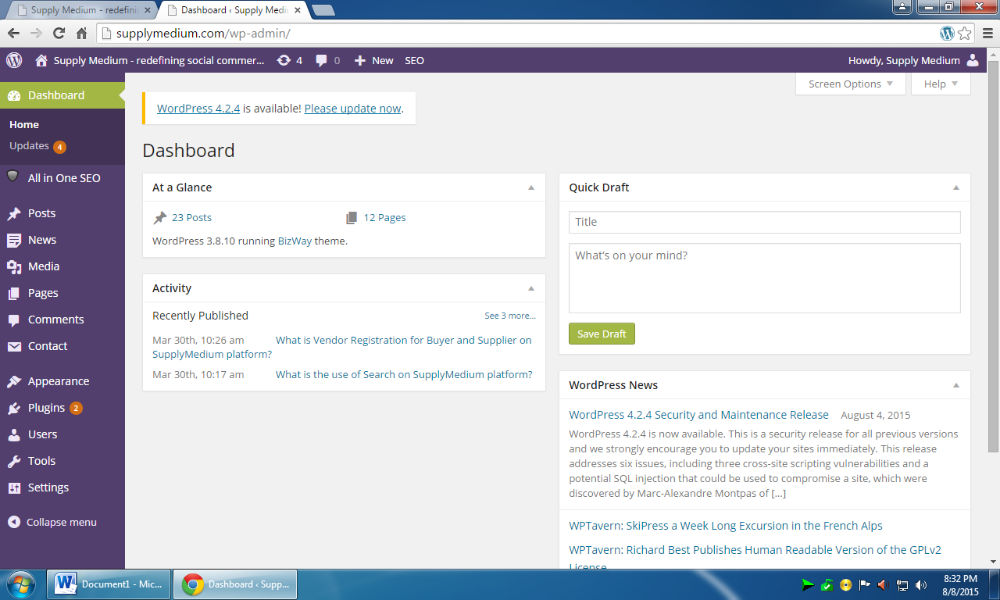 Supply Medium - redefini
Dashboard ‹ Supply Mediu
supplymedium.com/wp-admin/
Supply Medium - redefining social commer...
4
0
New
SEO
Howdy, Supply Medium
Screen Options
Help
Dashboard
Home
Updates 4
All in One SEO
Posts
News
Media
Pages
Comments
Contact
Appearance
Plugins 2
Users
Tools
Settings
Collapse menu
WordPress 4.2.4 is available! Please update now.
Dashboard
At a Glance
23 Posts
12 Pages
WordPress 3.8.10 running BizWay theme.
Activity
Recently Published
See 3 more...
Mar 30th, 10:26 am What is Vendor Registration for Buyer and Supplier on
SupplyMedium platform?
Mar 30th, 10:17 am What is the use of Search on SupplyMedium platform?
Quick Draft
Title
What's on your mind?
Save Draft
WordPress News
WordPress 4.2.4 Security and Maintenance Release August 4, 2015
WordPress 4.2.4 is now available. This is a security release for all previous versions
and we strongly encourage you to update your sites immediately. This release
addresses six issues, including three cross-site scripting vulnerabilities and a
potential SQL injection that could be used to compromise a site, which were
discovered by Marc-Alexandre Montpas of […]
WPTavern: SkiPress a Week Long Excursion in the French Alps
WPTavern: Richard Best Publishes Human Readable Version of the GPLv2
License
Document1 - Mic...
Dashboard ‹ Supp...
8:32 PM
8/8/2015